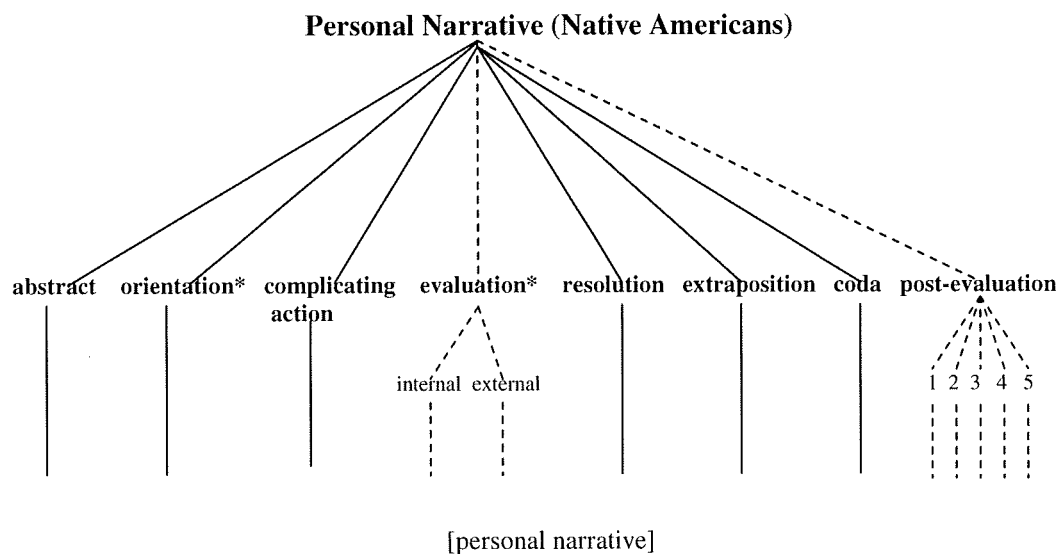 Personal Narrative (Native Americans)
abstract orientation* complicating evaluation* resolution extraposition coda post-evaluation
action
internal external 1 2 3 4 5
[personal narrative]